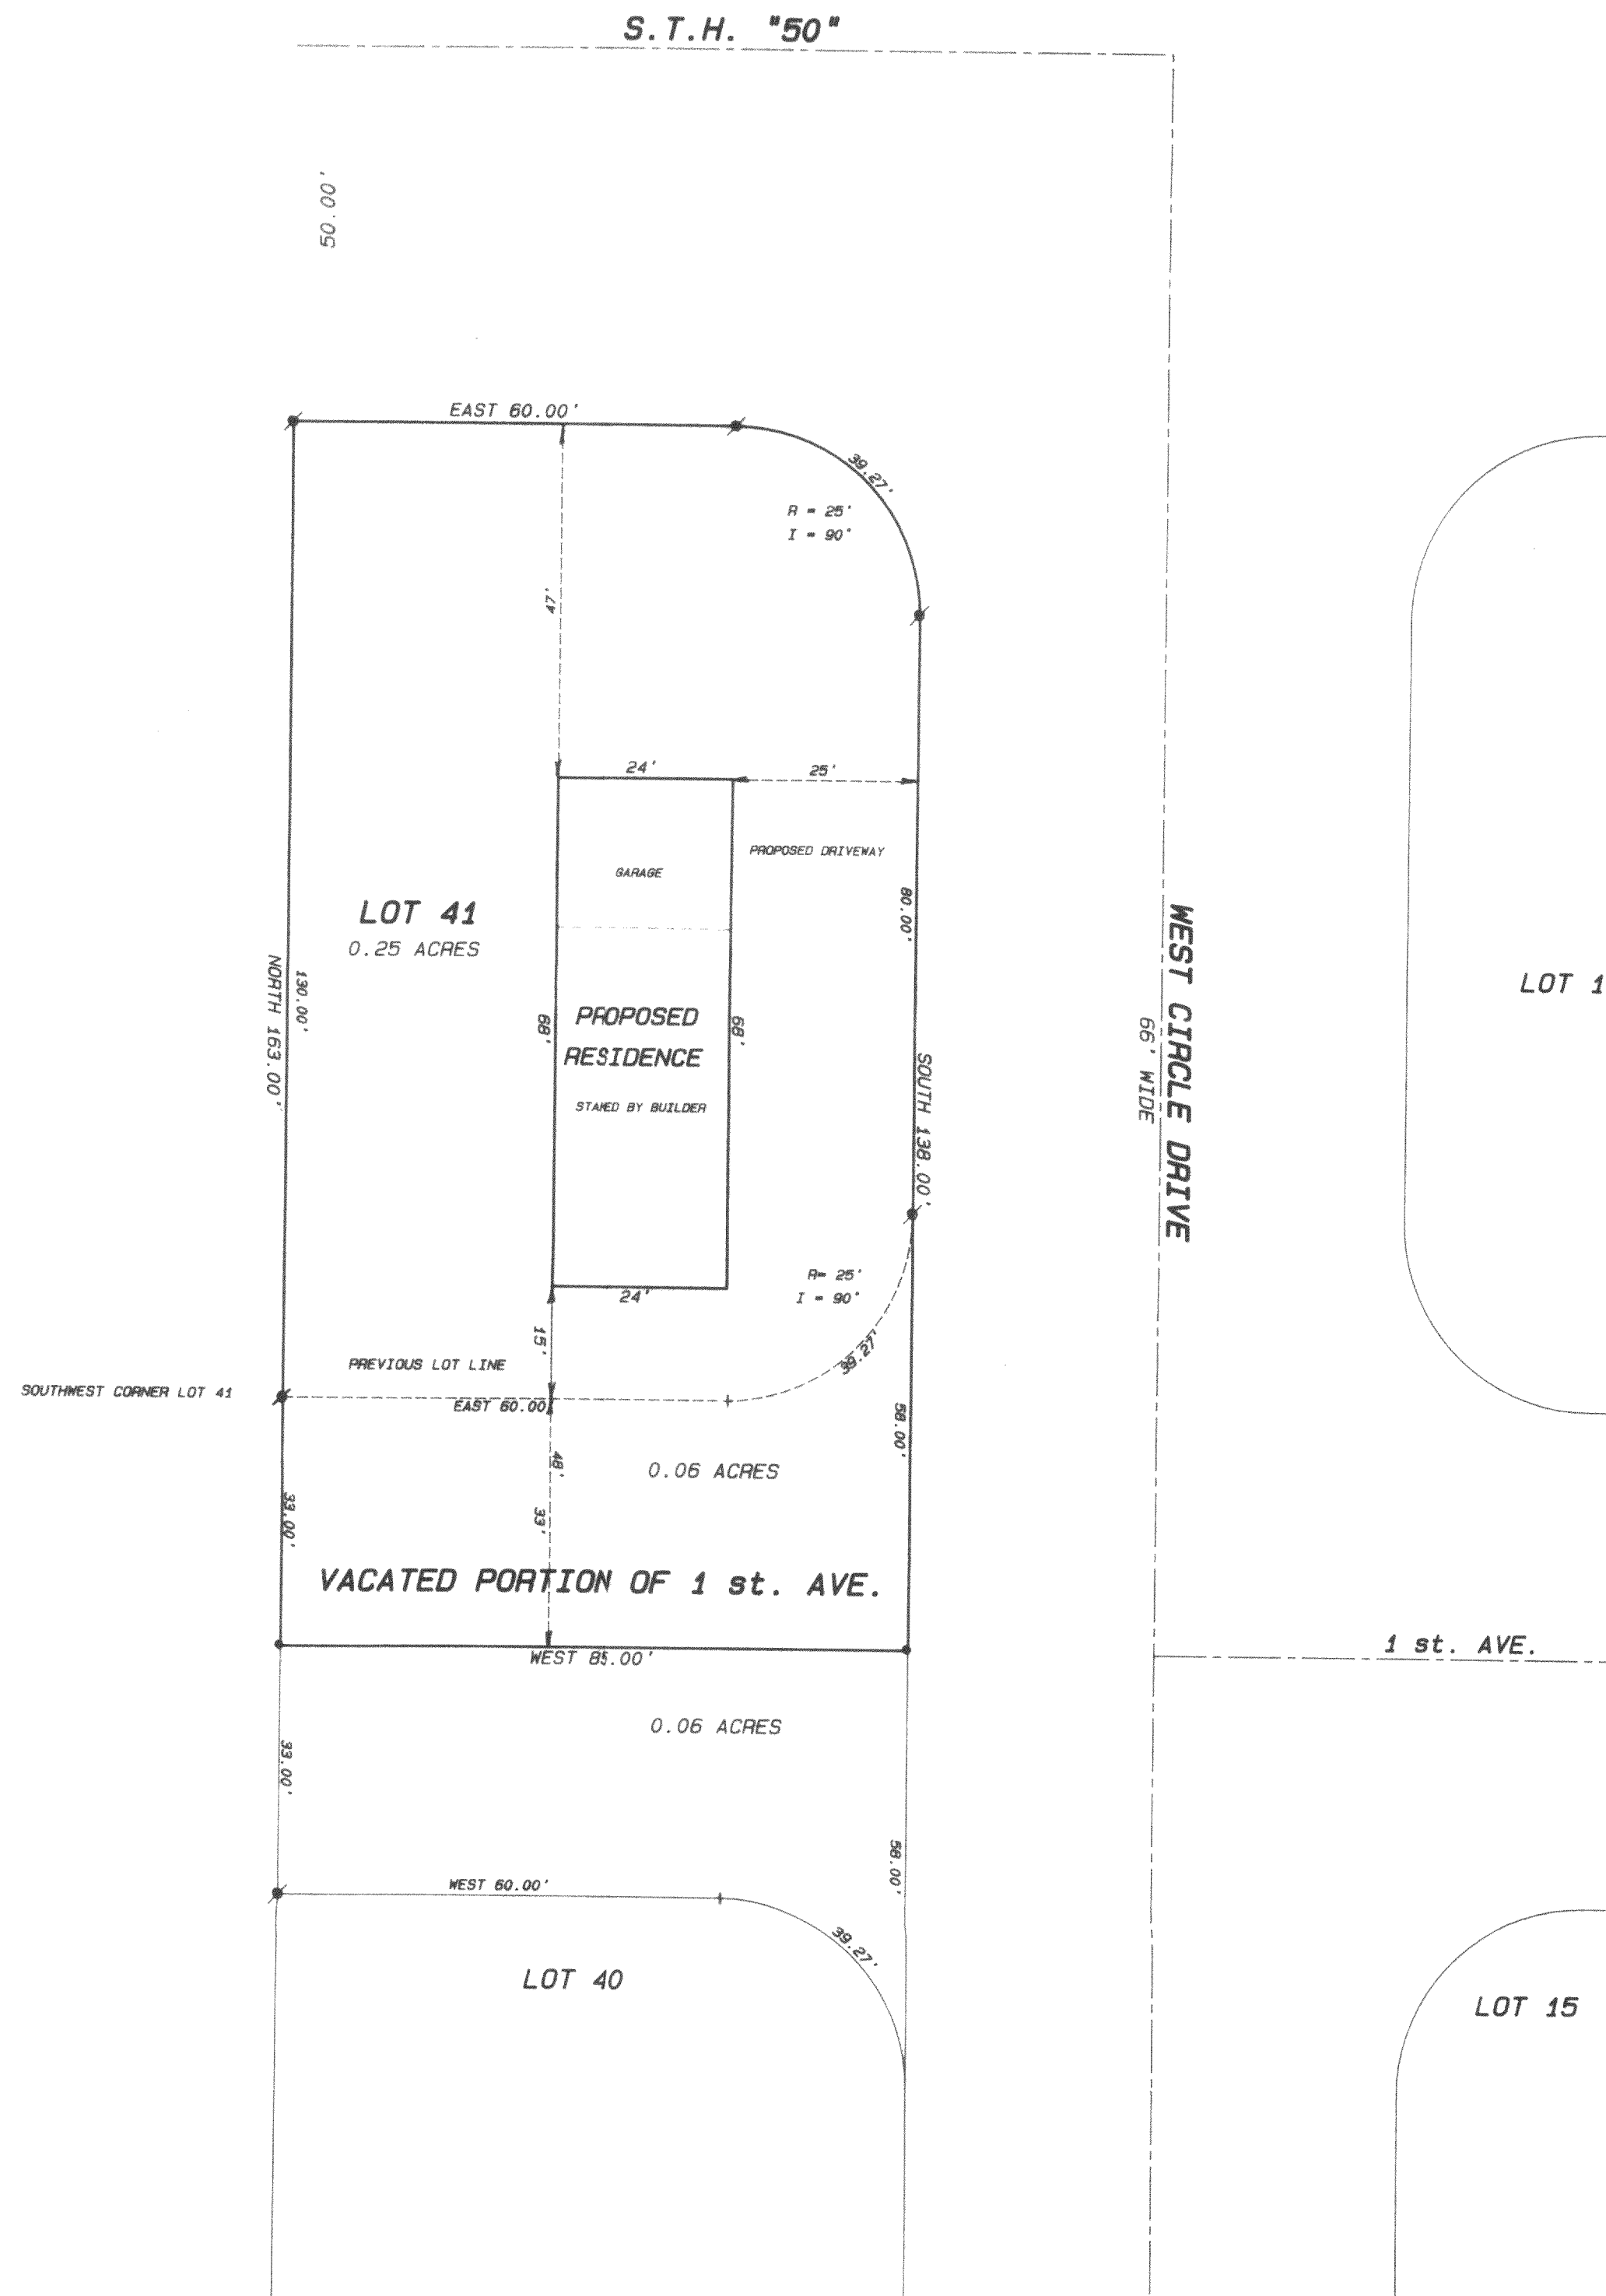 S.T.H. "50"
50.00'
EAST 60.00'
39.27'
R = 25'
I = 90°
47'
24'
25'
PROPOSED DRIVEWAY
GARAGE
80.00'
LOT 41
0.25 ACRES
WEST CIRCLE DRIVE
66' WIDE
LOT 1
NORTH 163.00'
130.00'
68'
PROPOSED
RESIDENCE
68'
STAKED BY BUILDER
SOUTH 138.00'
R= 25'
I = 90°
24'
15'
39.27'
PREVIOUS LOT LINE
SOUTHWEST CORNER LOT 41
EAST 60.00
58.00'
48'
0.06 ACRES
33.00'
33'
VACATED PORTION OF 1 st. AVE.
WEST 85.00'
1 st. AVE.
0.06 ACRES
33.00'
58.00'
WEST 60.00'
39.27'
LOT 40
LOT 15